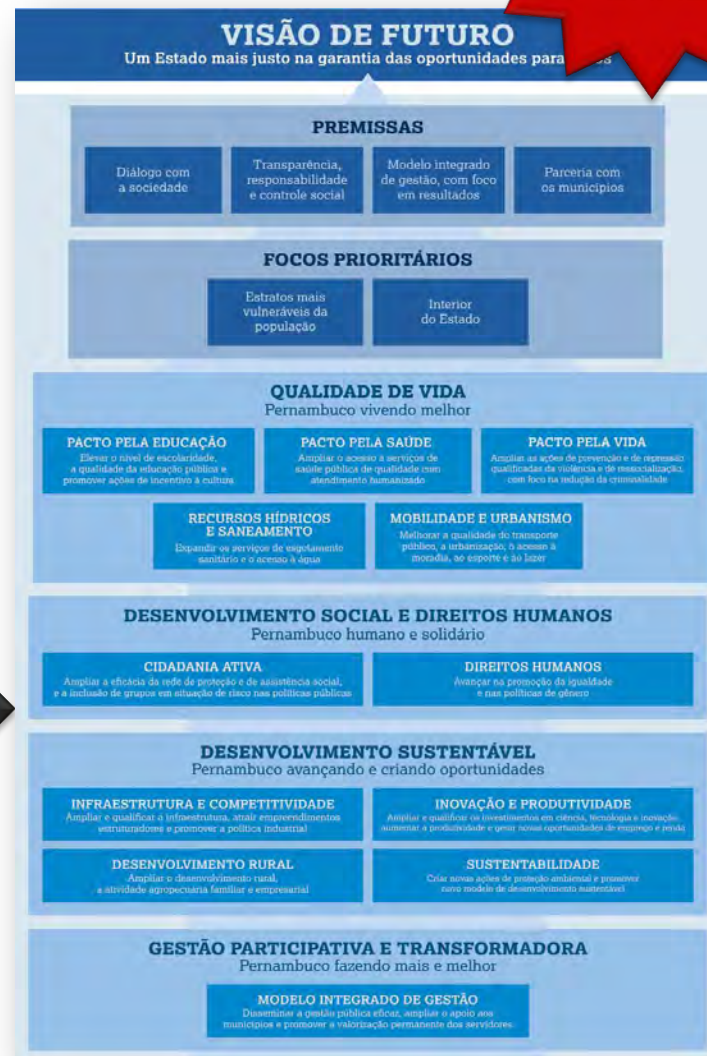 VISÃO DE FUTURO
Um Estado mais justo na garantia das oportunidades para
PREMISSAS
Diálogo com
a sociedade
Transparência,
responsabilidade
e controle social
Modelo integrado
de gestão, com foco
em resultados
Parceria com
os municípios
FOCOS PRIORITÁRIOS
Estratos mais
vulneráveis da
população
Interior
do Estado
QUALIDADE DE VIDA
Pernambuco vivendo melhor
PACTO PELA EDUCAÇÃO
Elevar o nível de escolaridade,
a qualidade da educação pública e
promover ações de incentivo à cultura
PACTO PELA SAÚDE
Ampliar o acesso a serviços de
saúde pública de qualidade com
atendimento humanizado
PACTO PELA VIDA
Ampliar as ações de prevenção e de repressão
qualificadas da violência e de ressocialização,
com foco na redução da criminalidade
RECURSOS HÍDRICOS
E SANEAMENTO
Expandir os serviços de esgotamento
sanitário e o acesso à água
MOBILIDADE E URBANISMO
Melhorar a qualidade do transporte
público, a urbanização, o acesso à
moradia, ao esporte e ao lazer
DESENVOLVIMENTO SOCIAL E DIREITOS HUMANOS
Pernambuco humano e solidário
CIDADANIA ATIVA
Ampliar a eficácia da rede de proteção e de assistência social,
e a inclusão de grupos em situação de risco nas políticas públicas
DIREITOS HUMANOS
Avançar na promoção da igualdade
e nas políticas de gênero
DESENVOLVIMENTO SUSTENTÁVEL
Pernambuco avançando e criando oportunidades
INFRAESTRUTURA E COMPETITIVIDADE
Ampliar e qualificar a infraestrutura, atrair empreendimentos
estruturadores e promover a política industrial
INOVAÇÃO E PRODUTIVIDADE
Ampliar e qualificar os investimentos em ciência, tecnologia e inovação,
aumentar a produtividade e gerar novas oportunidades de emprego e renda
DESENVOLVIMENTO RURAL
Ampliar o desenvolvimento rural,
a atividade agropecuária familiar e empresarial
SUSTENTABILIDADE
Criar novas ações de proteção ambiental e promover
novo modelo de desenvolvimento sustentável
GESTÃO PARTICIPATIVA E TRANSFORMADORA
Pernambuco fazendo mais e melhor
MODELO INTEGRADO DE GESTÃO
Disseminar a gestão pública eficaz, ampliar o apoio aos
municípios e promover a valorização permanente dos servidores